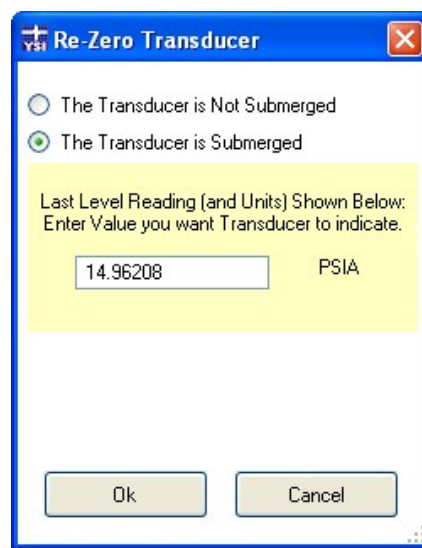 YSI Re-Zero Transducer
The Transducer is Not Submerged
The Transducer is Submerged
Last Level Reading (and Units) Shown Below:
Enter Value you want Transducer to indicate.
14.96208 PSIA
Ok Cancel